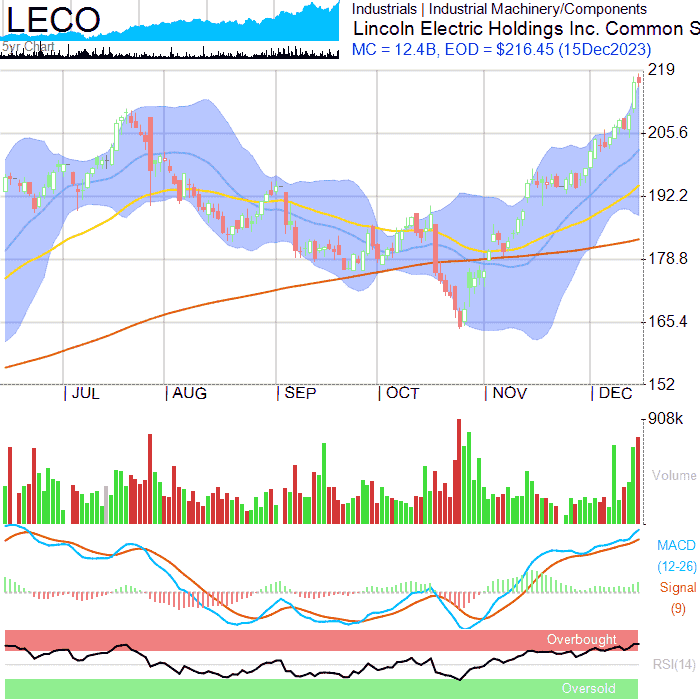 LECO
5yr Chart
Industrials | Industrial Machinery/Components
Lincoln Electric Holdings Inc. Common S
MC = 12.4B, EOD = $216.45 (15Dec2023)
219
205.6
192.2
178.8
165.4
152
JUL AUG SEP OCT NOV DEC
908k
Volume
MACD
(12-26)
Signal
(9)
Overbought
RSI(14)
Oversold